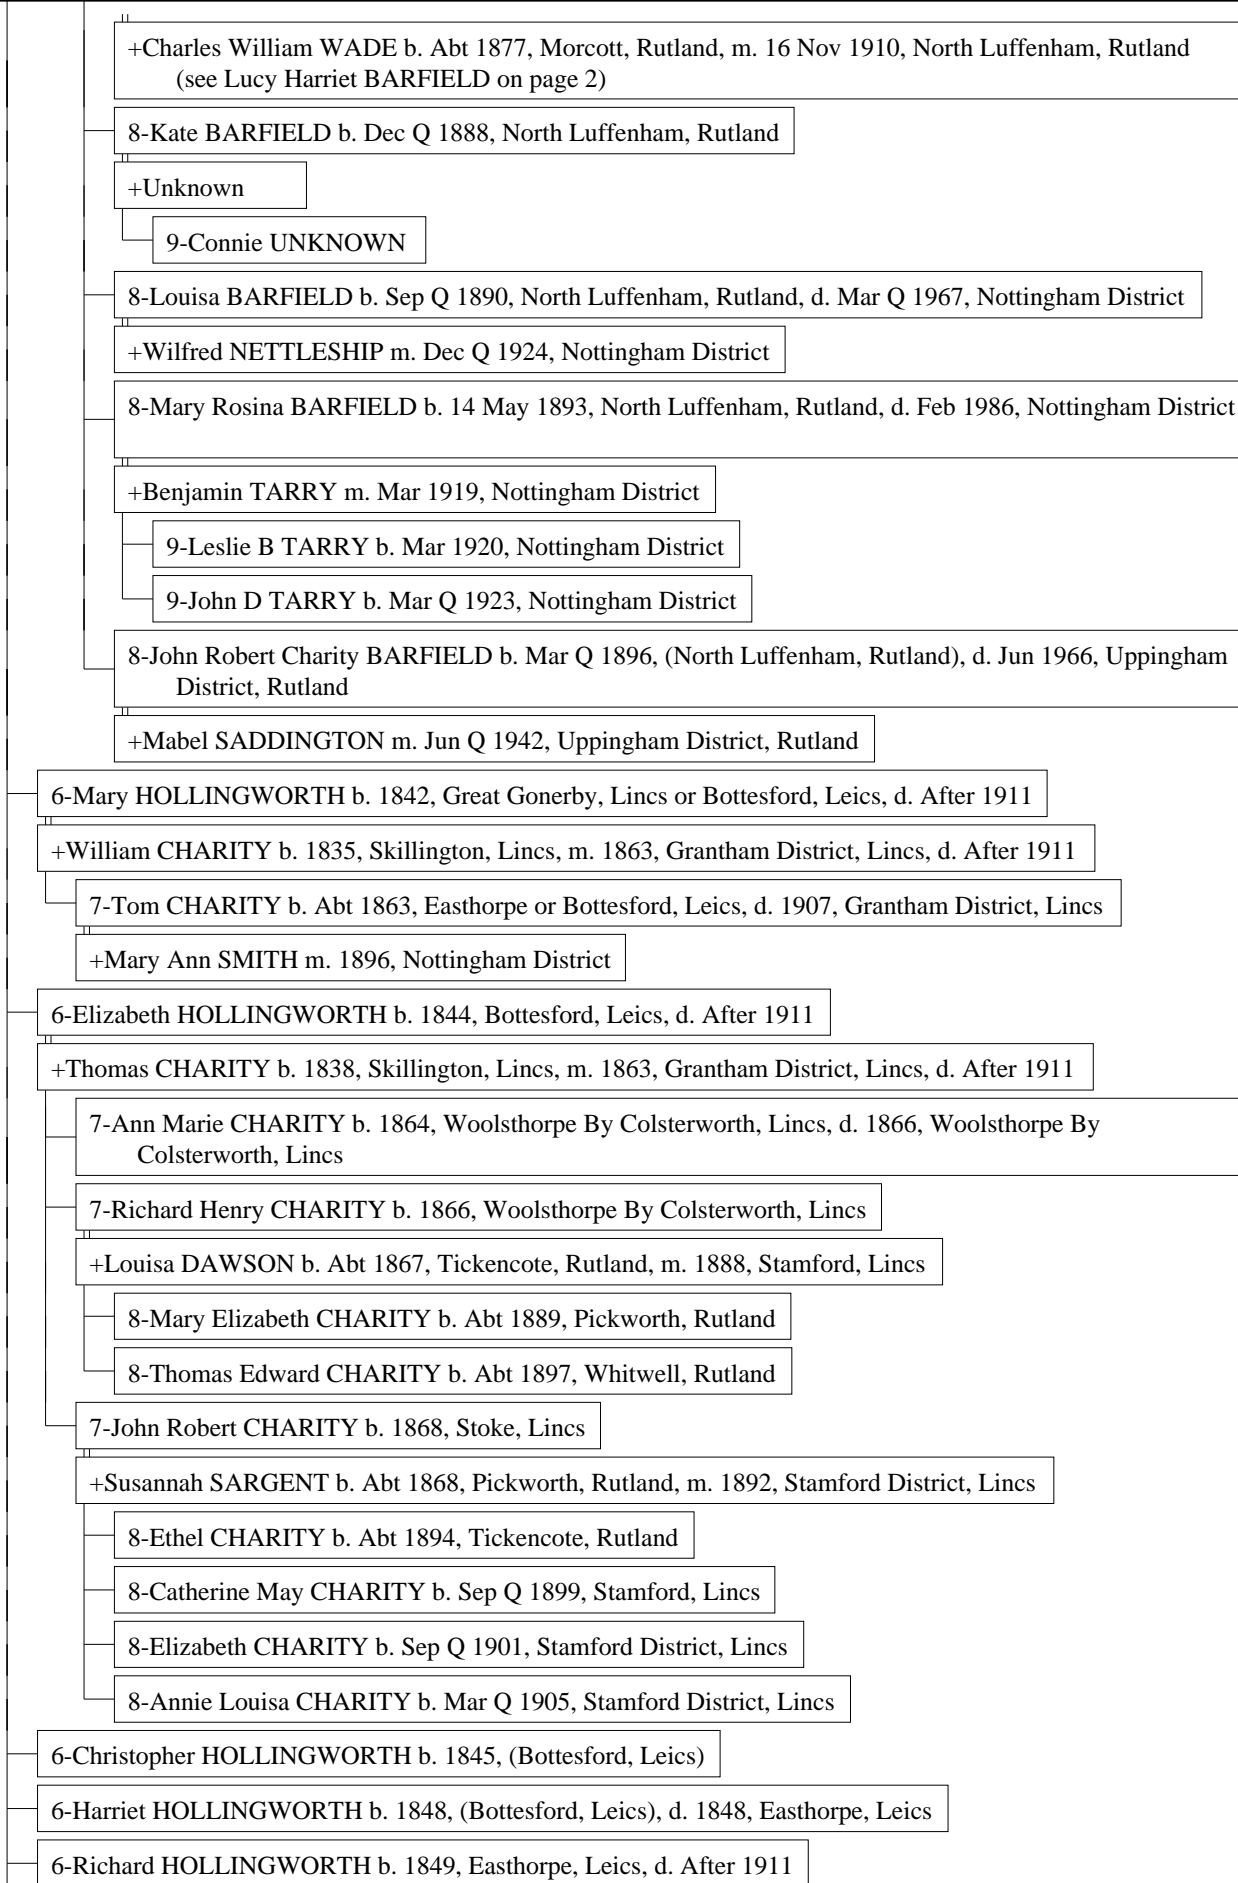 +Charles William WADE b. Abt 1877, Morcott, Rutland, m. 16 Nov 1910, North Luffenham, Rutland
(see Lucy Harriet BARFIELD on page 2)
8-Kate BARFIELD b. Dec Q 1888, North Luffenham, Rutland
+Unknown
9-Connie UNKNOWN
8-Louisa BARFIELD b. Sep Q 1890, North Luffenham, Rutland, d. Mar Q 1967, Nottingham District
+Wilfred NETTLESHIP m. Dec Q 1924, Nottingham District
8-Mary Rosina BARFIELD b. 14 May 1893, North Luffenham, Rutland, d. Feb 1986, Nottingham District
+Benjamin TARRY m. Mar 1919, Nottingham District
9-Leslie B TARRY b. Mar 1920, Nottingham District
9-John D TARRY b. Mar Q 1923, Nottingham District
8-John Robert Charity BARFIELD b. Mar Q 1896, (North Luffenham, Rutland), d. Jun 1966, Uppingham
District, Rutland
+Mabel SADDINGTON m. Jun Q 1942, Uppingham District, Rutland
6-Mary HOLLINGWORTH b. 1842, Great Gonerby, Lincs or Bottesford, Leics, d. After 1911
+William CHARITY b. 1835, Skillington, Lincs, m. 1863, Grantham District, Lincs, d. After 1911
7-Tom CHARITY b. Abt 1863, Easthorpe or Bottesford, Leics, d. 1907, Grantham District, Lincs
+Mary Ann SMITH m. 1896, Nottingham District
6-Elizabeth HOLLINGWORTH b. 1844, Bottesford, Leics, d. After 1911
+Thomas CHARITY b. 1838, Skillington, Lincs, m. 1863, Grantham District, Lincs, d. After 1911
7-Ann Marie CHARITY b. 1864, Woolsthorpe By Colsterworth, Lincs, d. 1866, Woolsthorpe By
Colsterworth, Lincs
7-Richard Henry CHARITY b. 1866, Woolsthorpe By Colsterworth, Lincs
+Louisa DAWSON b. Abt 1867, Tickencote, Rutland, m. 1888, Stamford, Lincs
8-Mary Elizabeth CHARITY b. Abt 1889, Pickworth, Rutland
8-Thomas Edward CHARITY b. Abt 1897, Whitwell, Rutland
7-John Robert CHARITY b. 1868, Stoke, Lincs
+Susannah SARGENT b. Abt 1868, Pickworth, Rutland, m. 1892, Stamford District, Lincs
8-Ethel CHARITY b. Abt 1894, Tickencote, Rutland
8-Catherine May CHARITY b. Sep Q 1899, Stamford, Lincs
8-Elizabeth CHARITY b. Sep Q 1901, Stamford District, Lincs
8-Annie Louisa CHARITY b. Mar Q 1905, Stamford District, Lincs
6-Christopher HOLLINGWORTH b. 1845, (Bottesford, Leics)
6-Harriet HOLLINGWORTH b. 1848, (Bottesford, Leics), d. 1848, Easthorpe, Leics
6-Richard HOLLINGWORTH b. 1849, Easthorpe, Leics, d. After 1911